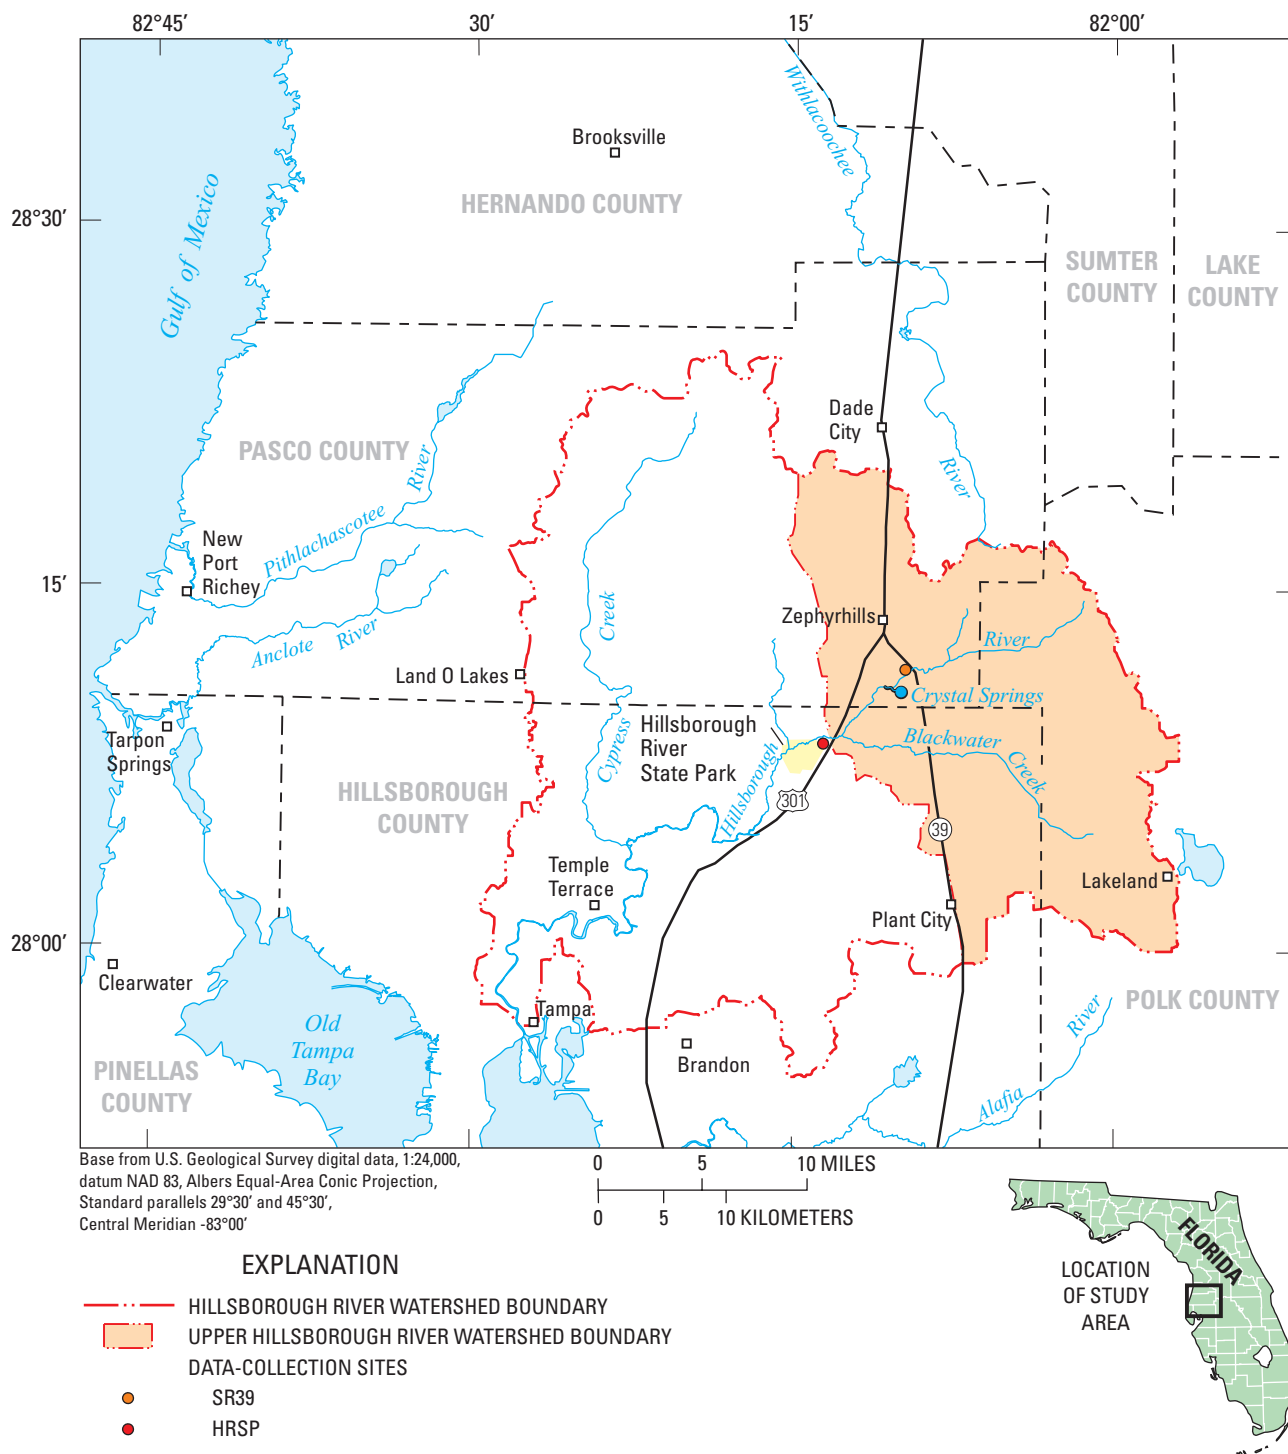 82°45′
30′
15′
82°00′
Withlacoochee
Brooksville
HERNANDO COUNTY
28°30′
Gulf of Mexico
SUMTER
COUNTY
LAKE
COUNTY
Dade
City
PASCO COUNTY
River
River
New
Port
Richey
Pithlachascotee
15′
Creek
Zephyrhills
River
Anclote
River
Land O Lakes
Crystal Springs
Hillsborough
River
State Park
Tarpon
Springs
Cypress
Hillsborough
Blackwater
Creek
HILLSBOROUGH
COUNTY
301
39
Temple
Terrace
Lakeland
Plant City
28°00′
Clearwater
Tampa
POLK COUNTY
River
Old
Tampa
Bay
Brandon
PINELLAS
COUNTY
Alafia
Base from U.S. Geological Survey digital data, 1:24,000,
datum NAD 83, Albers Equal-Area Conic Projection,
Standard parallels 29°30′ and 45°30′,
Central Meridian -83°00′
0 5 10 MILES
0 5 10 KILOMETERS
EXPLANATION
HILLSBOROUGH RIVER WATERSHED BOUNDARY
UPPER HILLSBOROUGH RIVER WATERSHED BOUNDARY
DATA-COLLECTION SITES
SR39
HRSP
FLORIDA
LOCATION
OF STUDY
AREA